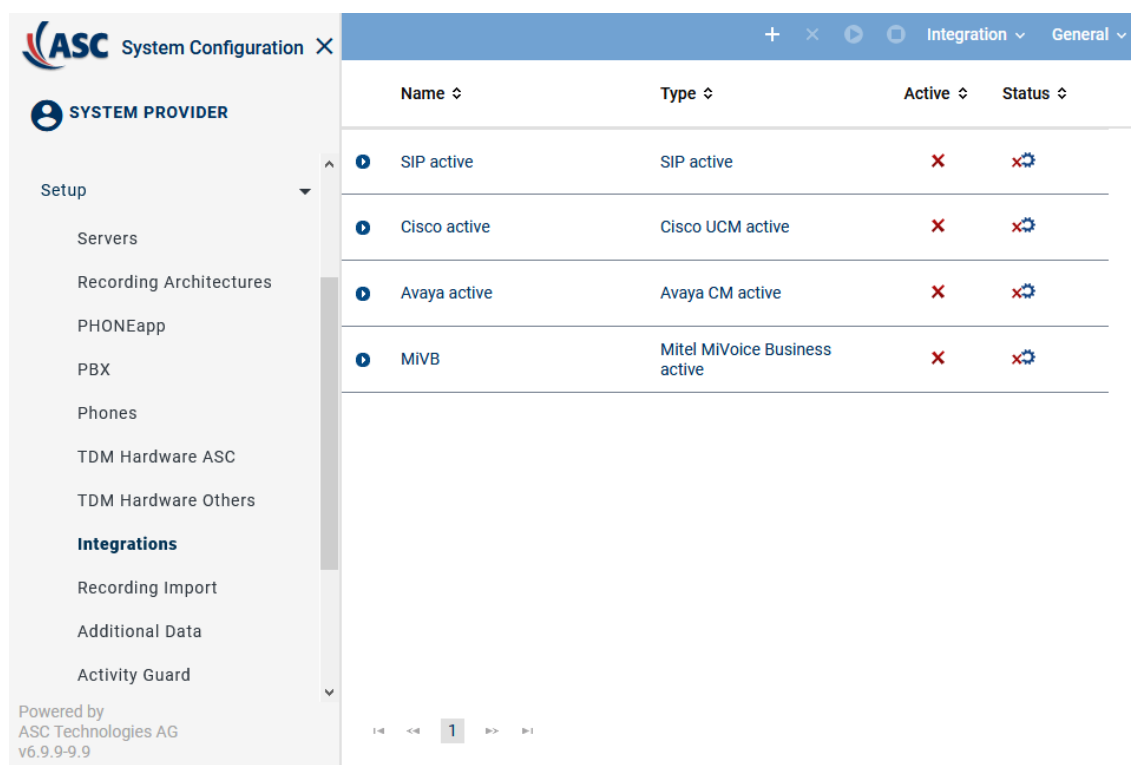 ASC System Configuration
SYSTEM PROVIDER
Setup
Servers
Recording Architectures
PHONEapp
PBX
Phones
TDM Hardware ASC
TDM Hardware Others
Integrations
Recording Import
Additional Data
Activity Guard
Powered by
ASC Technologies AG
v6.9.9-9.9
Integration General
Name Type Active Status
SIP active SIP active
Cisco active Cisco UCM active
Avaya active Avaya CM active
MiVB Mitel MiVoice Business
active
1